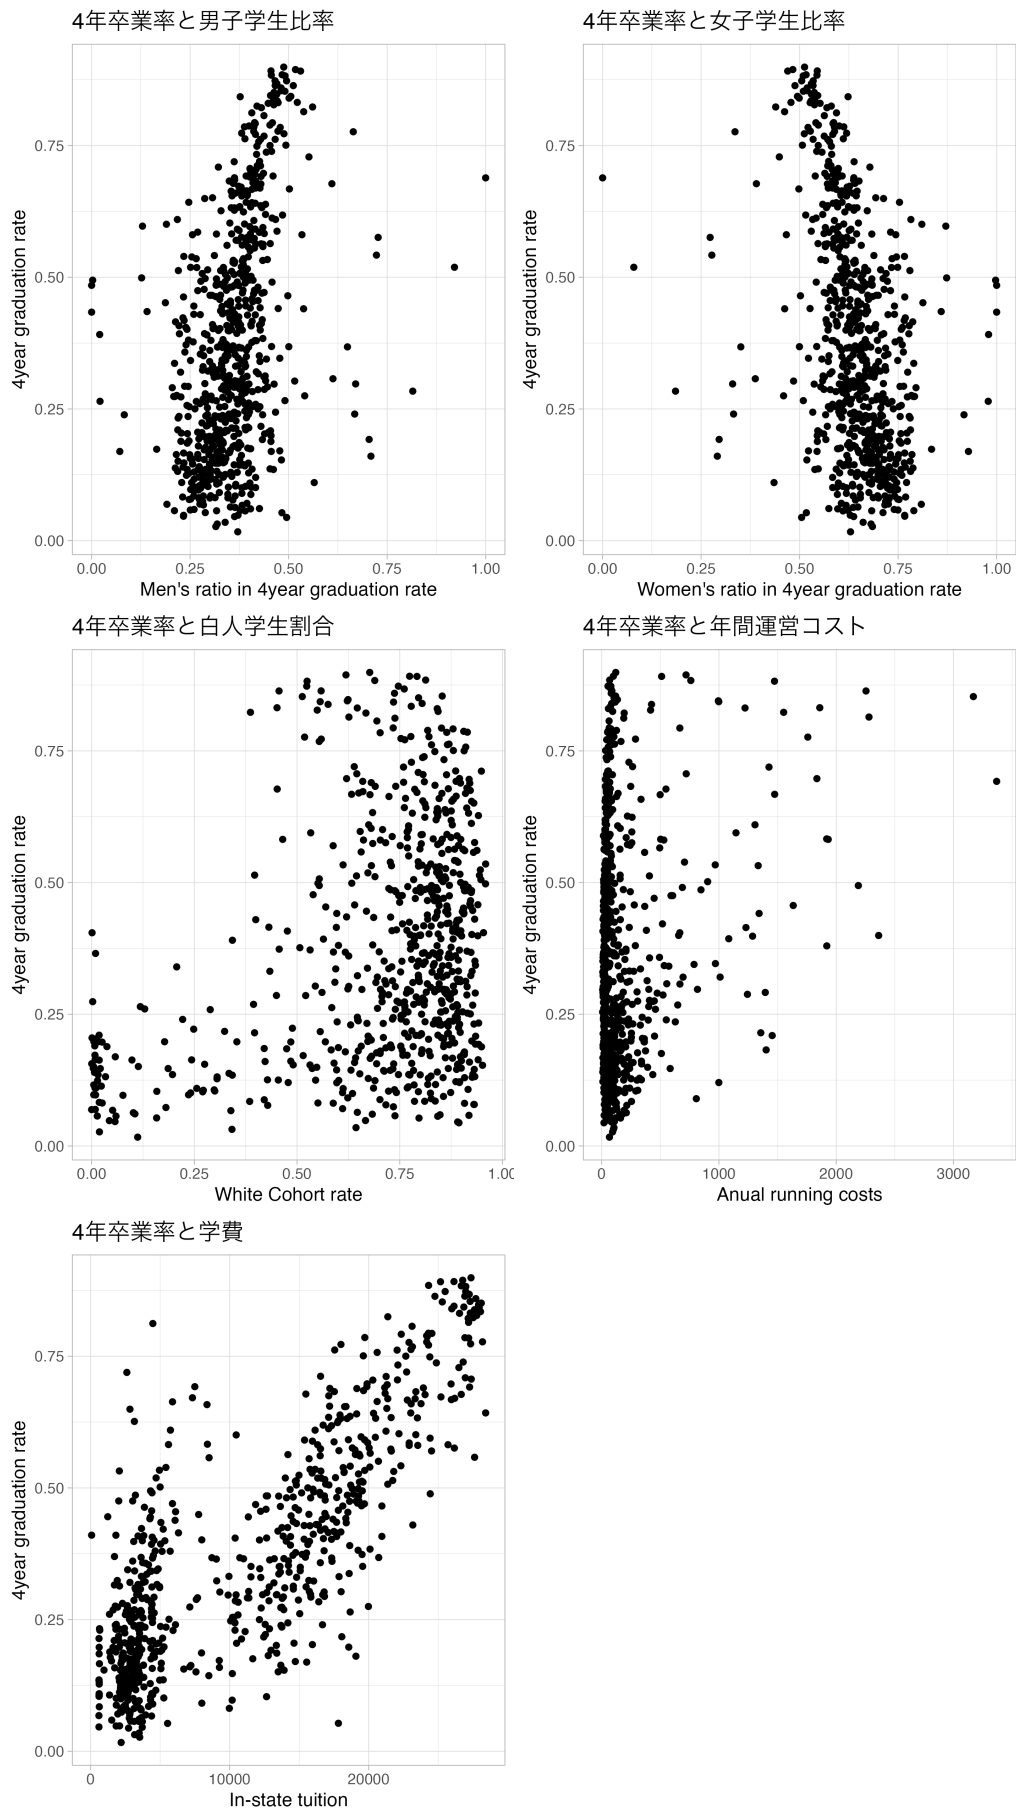 4年卒業率と男子学生比率
4year graduation rate
0.75
0.50
0.25
0.00
0.00 0.25 0.50 0.75 1.00
Men's ratio in 4year graduation rate
4年卒業率と女子学生比率
4year graduation rate
0.75
0.50
0.25
0.00
0.00 0.25 0.50 0.75 1.00
Women's ratio in 4year graduation rate
4年卒業率と白人学生割合
4year graduation rate
0.75
0.50
0.25
0.00
0.00 0.25 0.50 0.75 1.00
White Cohort rate
4年卒業率と年間運営コスト
4year graduation rate
0.75
0.50
0.25
0.00
0 1000 2000 3000
Anual running costs
4年卒業率と学費
4year graduation rate
0.75
0.50
0.25
0.00
0 10000 20000
In-state tuition